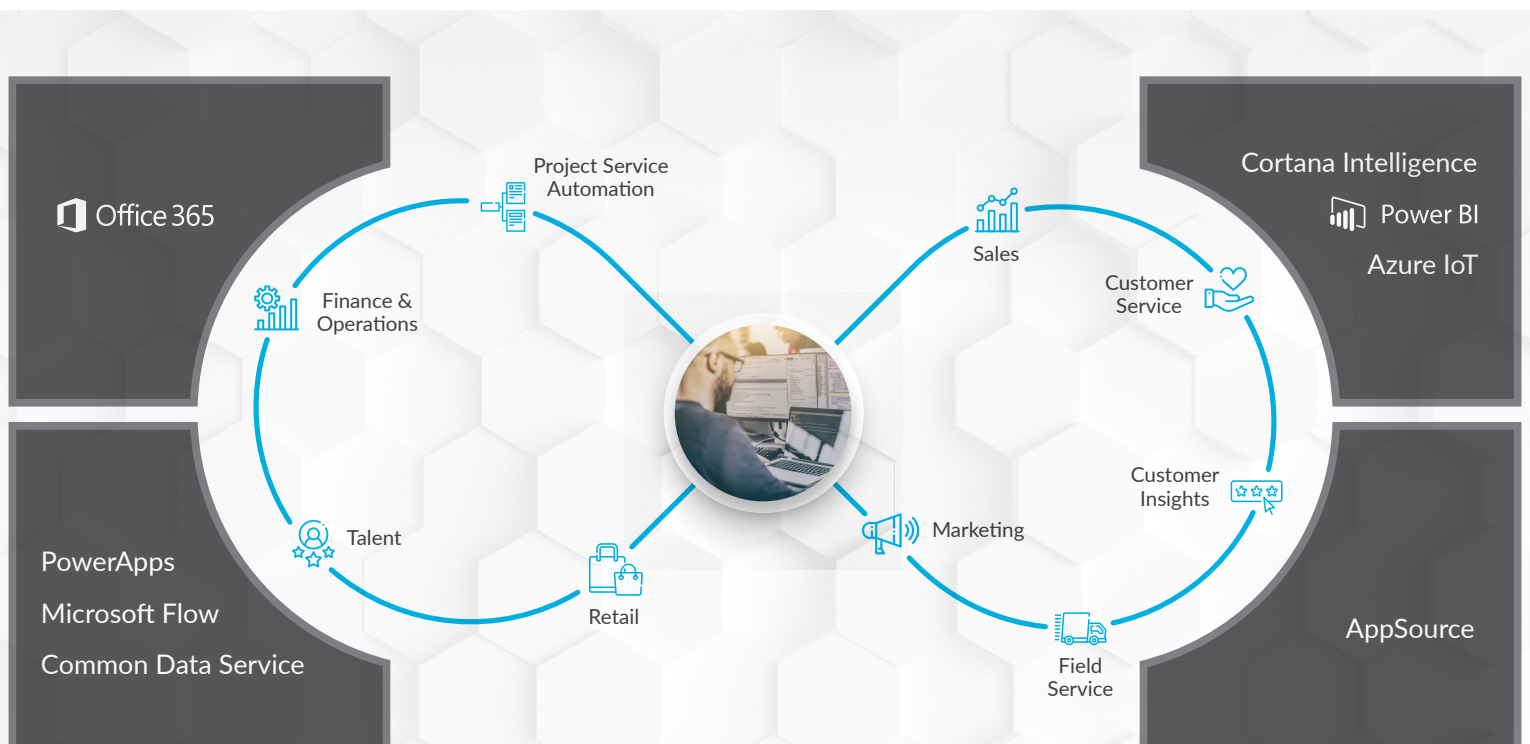 Office 365
PowerApps
Microsoft Flow
Common Data Service
Project Service
Automation
Finance &
Operations
Talent
Retail
Sales
Customer
Service
Customer
Insights
Marketing
Field
Service
Cortana Intelligence
Power BI
Azure IoT
AppSource